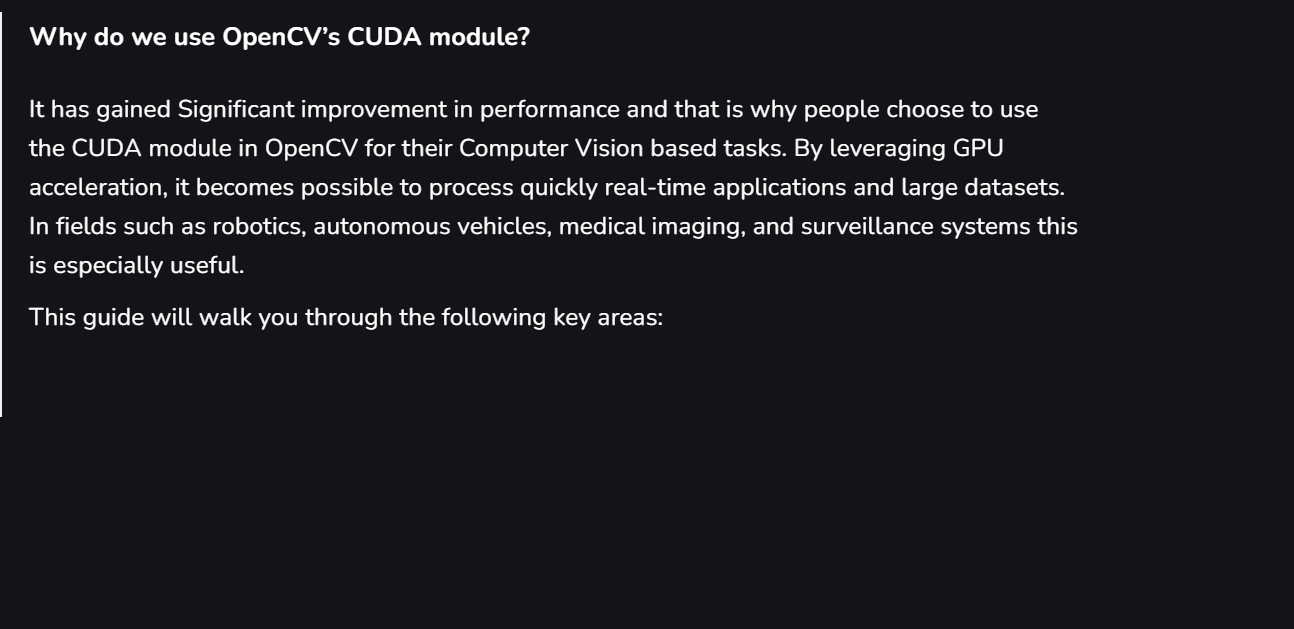 Why do we use OpenCV’s CUDA module?
It has gained Significant improvement in performance and that is why people choose to use
the CUDA module in OpenCV for their Computer Vision based tasks. By leveraging GPU
acceleration, it becomes possible to process quickly real-time applications and large datasets.
In fields such as robotics, autonomous vehicles, medical imaging, and surveillance systems this
is especially useful.
This guide will walk you through the following key areas: